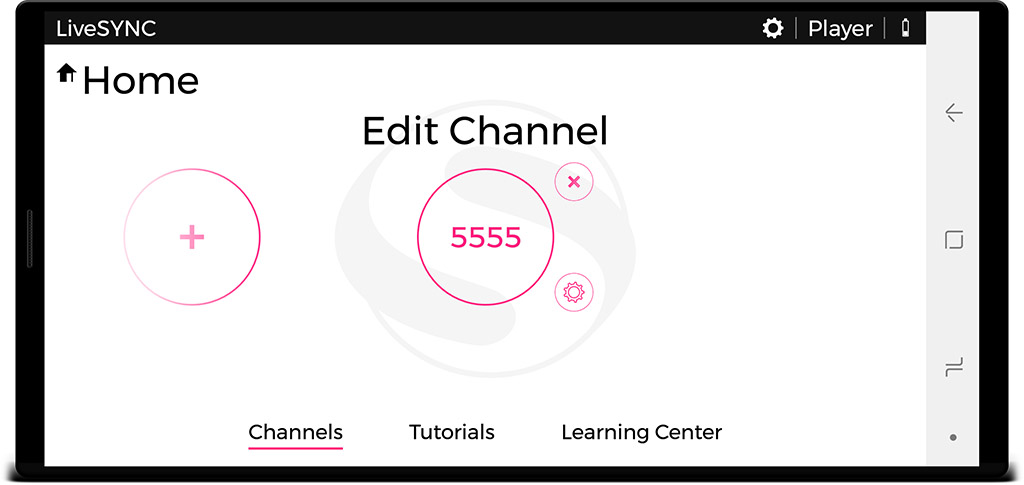 LiveSYNC
Player
Home
Edit Channel
5555
Channels
Tutorials
Learning Center